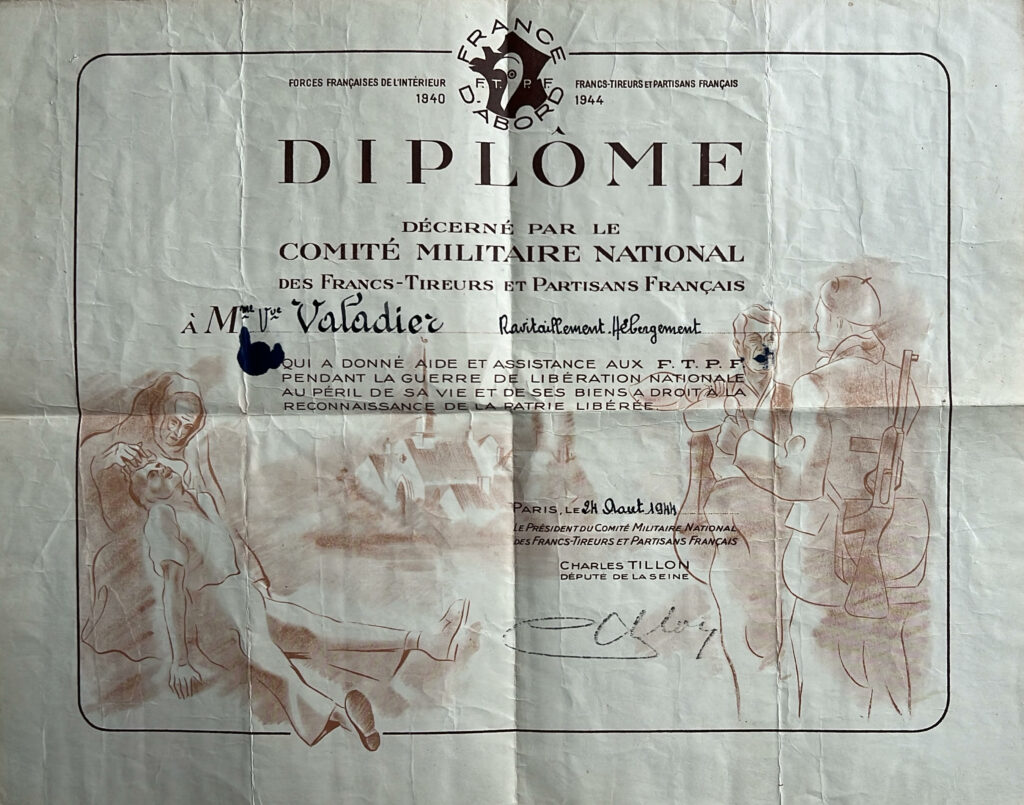 FRANCE
F.T.P.F.
D'ABORD
FORCES FRANÇAISES DE L'INTÉRIEUR
1940
FRANCS-TIREURS ET PARTISANS FRANÇAIS
1944
DIPLÔME
DÉCERNÉ PAR LE
COMITÉ MILITAIRE NATIONAL
DES FRANCS-TIREURS ET PARTISANS FRANÇAIS
À Mme Vve Valadier Ravitaillement-Hébergement
QUI A DONNÉ AIDE ET ASSISTANCE AUX F.T.P.F.
PENDANT LA GUERRE DE LIBÉRATION NATIONALE
AU PÉRIL DE SA VIE ET DE SES BIENS A DROIT À LA
RECONNAISSANCE DE LA PATRIE LIBÉRÉE.
PARIS, LE 24 Aout 1944
LE PRÉSIDENT DU COMITÉ MILITAIRE NATIONAL
DES FRANCS-TIREURS ET PARTISANS FRANÇAIS
CHARLES TILLON
DÉPUTÉ DE LA SEINE